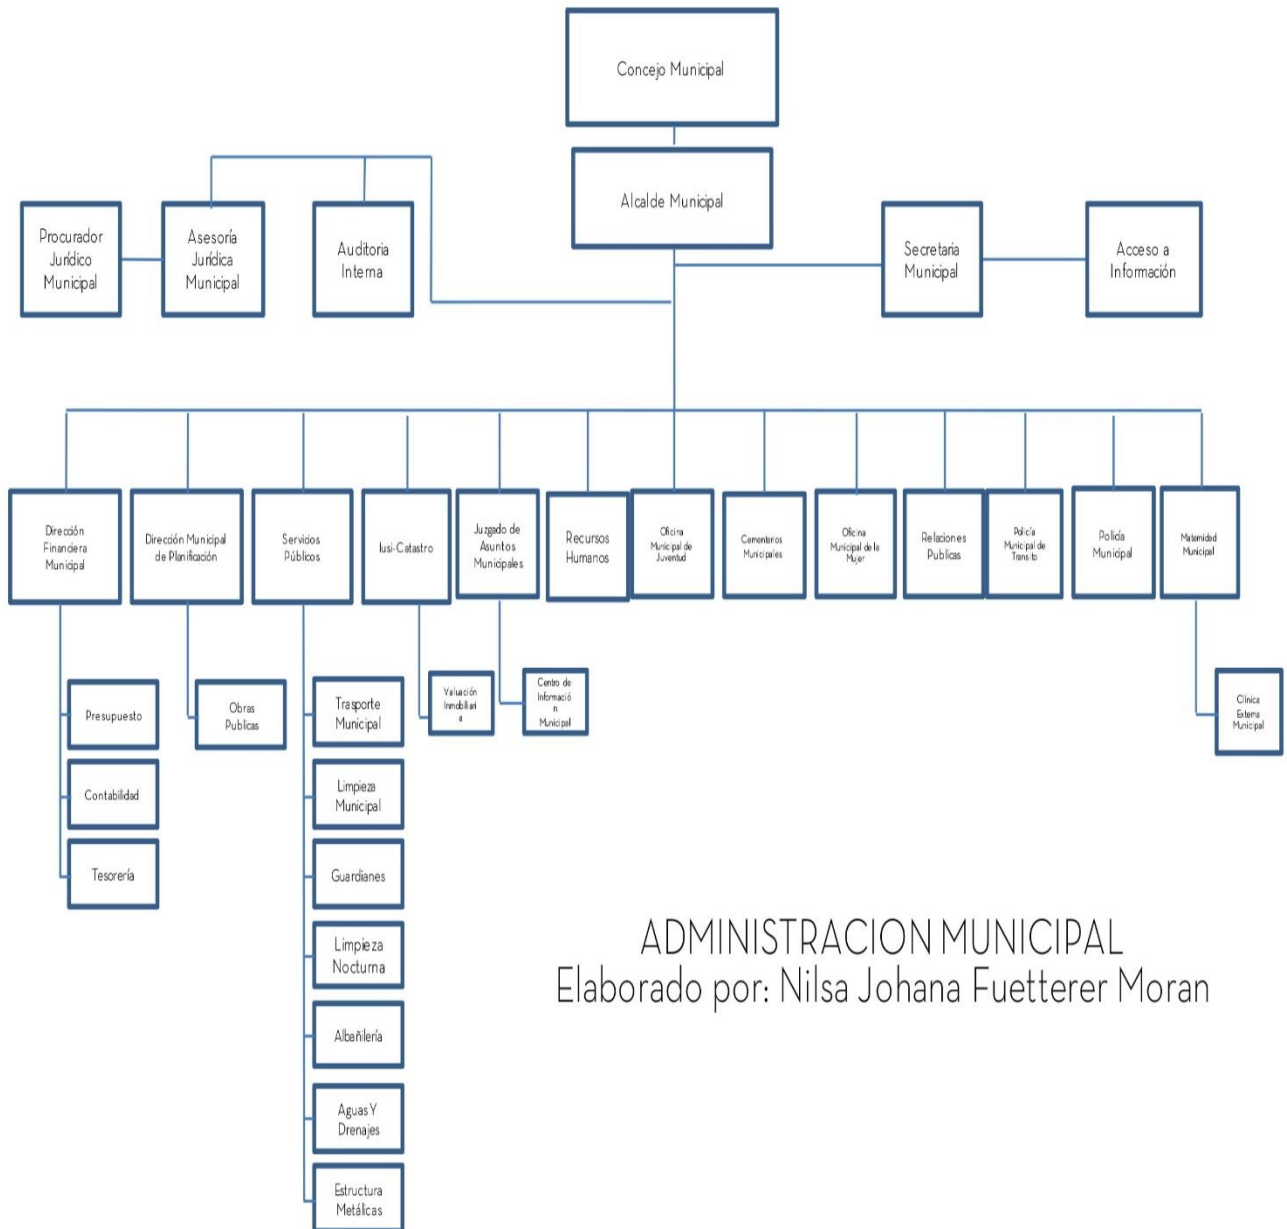 Concejo Municipal
Alcalde Municipal
Procurador
Jurídico
Municipal
Asesoría
Jurídica
Municipal
Auditoria
Interna
Secretaria
Municipal
Acceso a
Información
Dirección
Financiera
Municipal
Dirección Municipal
de Planificación
Servicios
Públicos
Iusi-Catastro
Juzgado de
Asuntos
Municipales
Recursos
Humanos
Oficina
Municipal de
Juventud
Cementerios
Municipales
Oficina
Municipal de la
Mujer
Relaciones
Publicas
Policía
Municipal de
Transito
Policía
Municipal
Maternidad
Municipal
Presupuesto
Contabilidad
Tesorería
Obras
Publicas
Trasporte
Municipal
Limpieza
Municipal
Guardianes
Limpieza
Nocturna
Albañilería
Aguas Y
Drenajes
Estructura
Metálicas
Valuación
Inmobiliari
a
Centro de
Informació
n
Municipal
Clínica
Externa
Municipal
ADMINISTRACION MUNICIPAL
Elaborado por: Nilsa Johana Fuetterer Moran